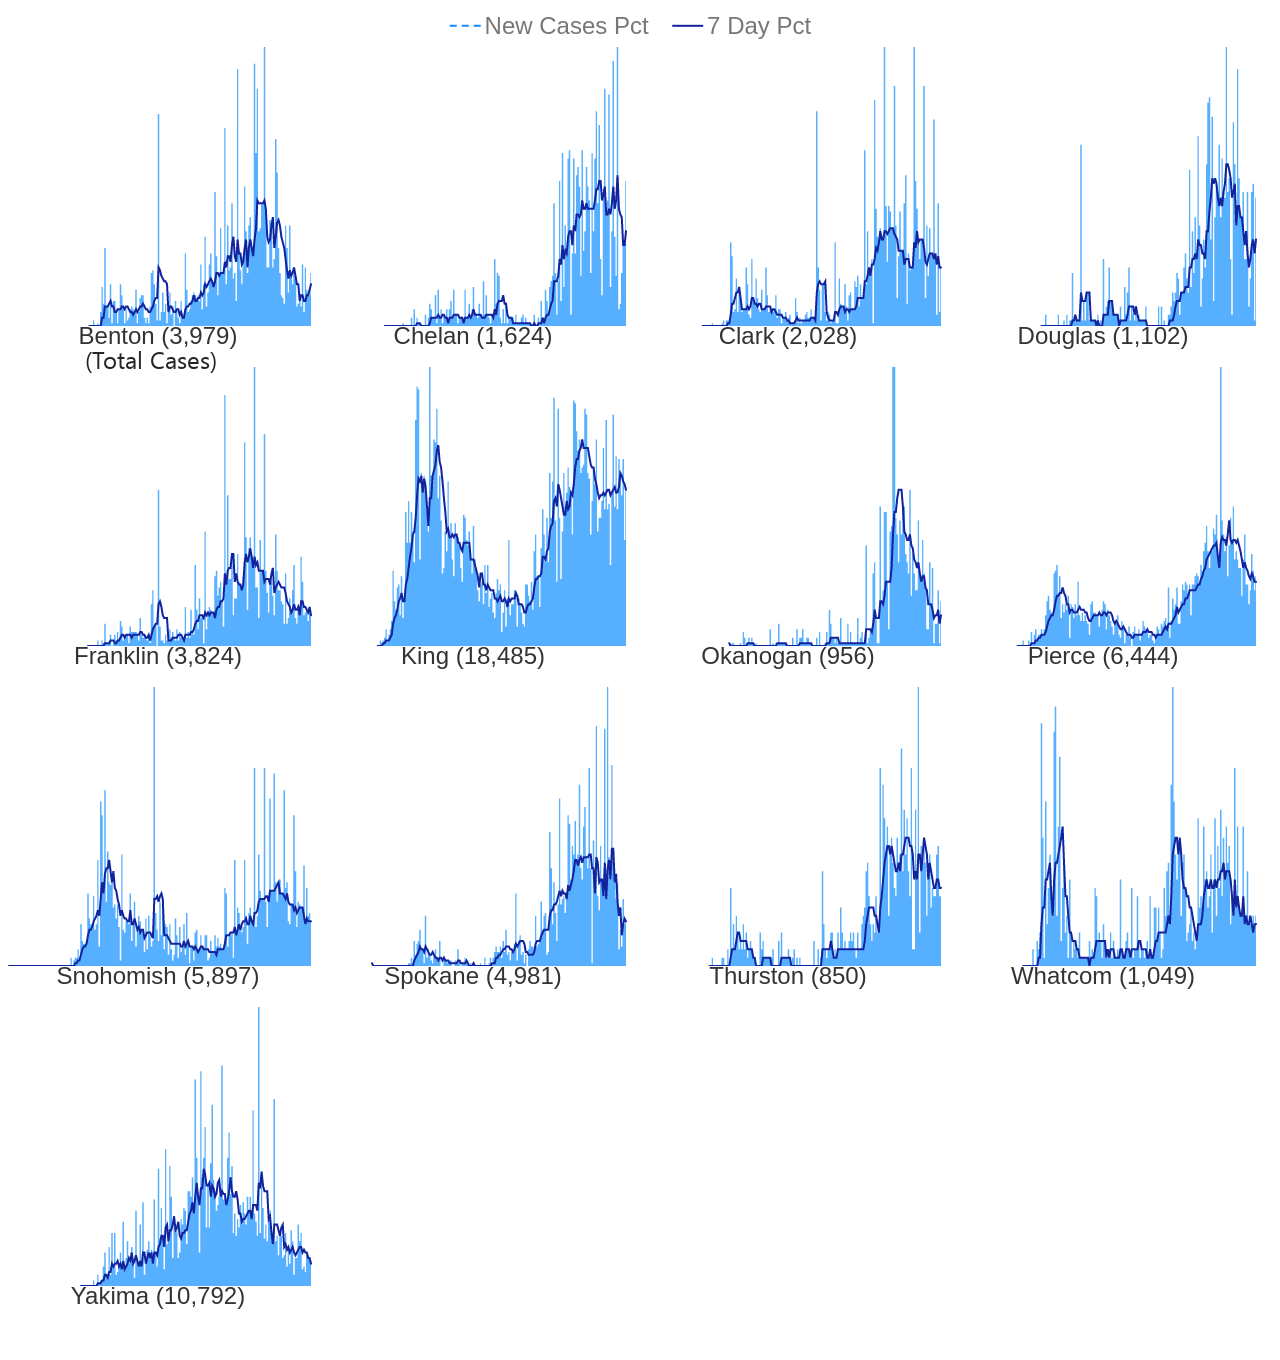 New Cases Pct 7 Day Pct
Benton (3,979) Chelan (1,624) Clark (2,028) Douglas (1,102)
(Total Cases)
Franklin (3,824) King (18,485) Okanogan (956) Pierce (6,444)
Snohomish (5,897) Spokane (4,981) Thurston (850) Whatcom (1,049)
Yakima (10,792)